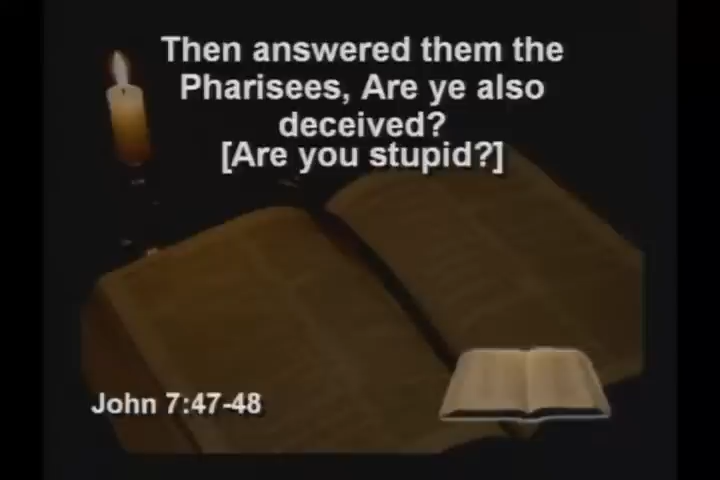 Then answered them the
Pharisees, Are ye also
deceived?
[Are you stupid?]
John 7:47-48